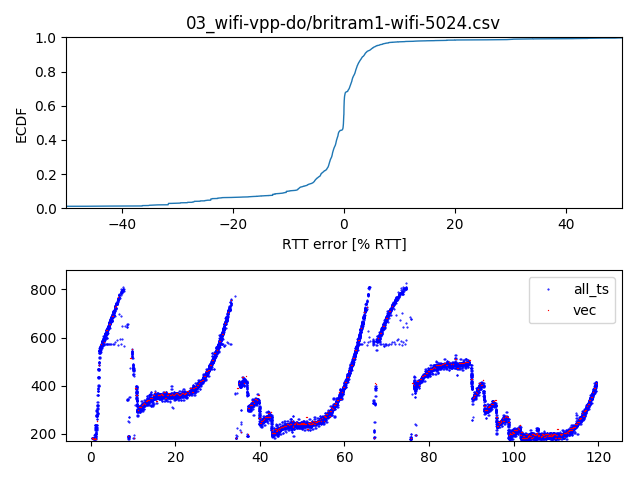 03_wifi-vpp-do/britram1-wifi-5024.csv
1.0
0.8
0.6
0.4
0.2
0.0
ECDF
−40 −20 0 20 40
RTT error [% RTT]
800
600
400
200
all_ts
vec
0 20 40 60 80 100 120